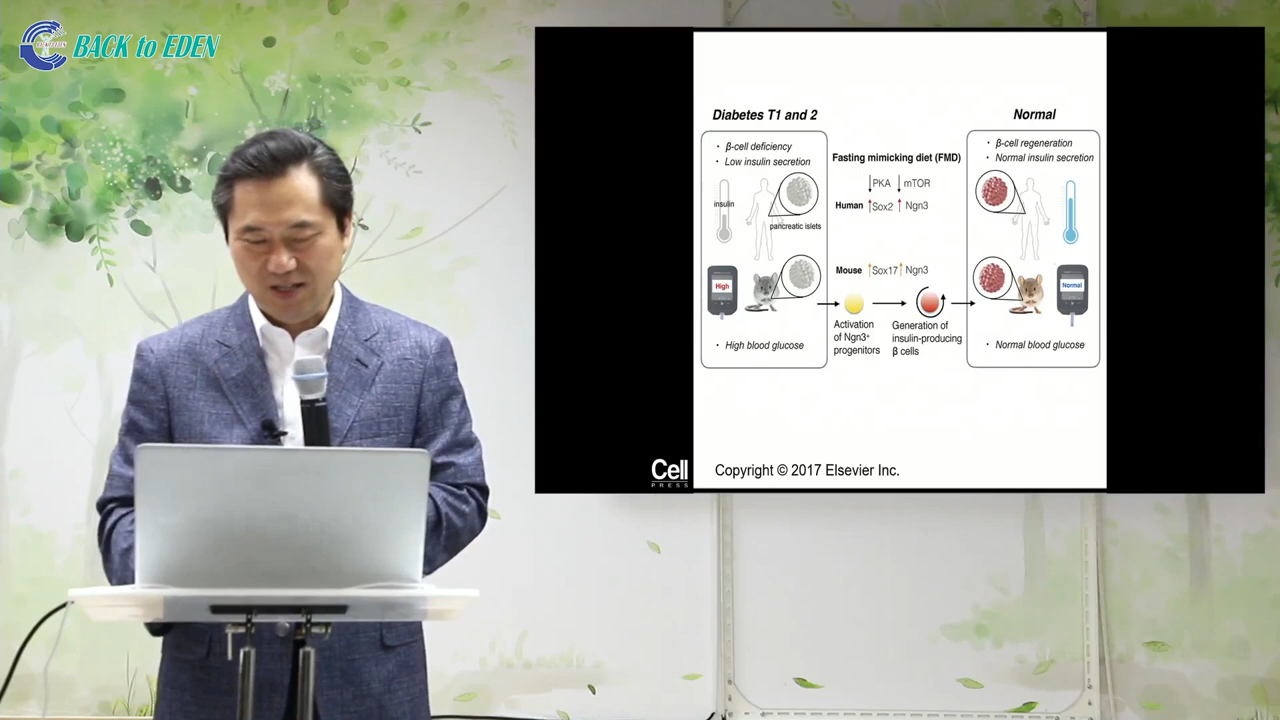 BACK to EDEN
Diabetes T1 and 2
• β-cell deficiency
• Low insulin secretion
insulin
pancreatic islets
High
• High blood glucose
Fasting mimicking diet (FMD)
↓PKA ↓mTOR
Human ↑Sox2 ↑Ngn3
Mouse ↑Sox17 ↑Ngn3
Activation
of Ngn3⁺
progenitors
Generation of
insulin-producing
β cells
Normal
• β-cell regeneration
• Normal insulin secretion
Normal
• Normal blood glucose
Cell
PRESS
Copyright © 2017 Elsevier Inc.